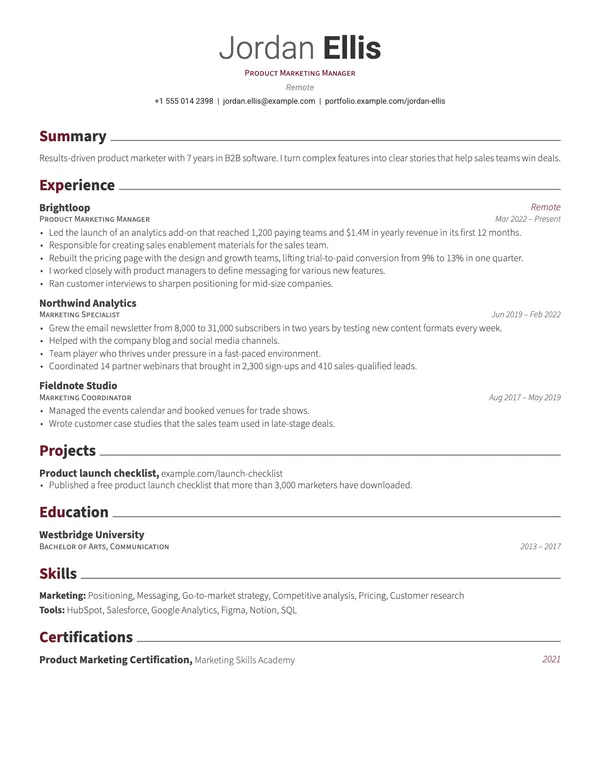 Jordan Ellis
Product Marketing Manager
Remote
+1 555 014 2398 | jordan.ellis@example.com | portfolio.example.com/jordan-ellis
Summary
Results-driven product marketer with 7 years in B2B software. I turn complex features into clear stories that help sales teams win deals.
Experience
Brightloop Remote
Product Marketing Manager Mar 2022 – Present
• Led the launch of an analytics add-on that reached 1,200 paying teams and $1.4M in yearly revenue in its first 12 months.
• Responsible for creating sales enablement materials for the sales team.
• Rebuilt the pricing page with the design and growth teams, lifting trial-to-paid conversion from 9% to 13% in one quarter.
• I worked closely with product managers to define messaging for various new features.
• Ran customer interviews to sharpen positioning for mid-size companies.
Northwind Analytics
Marketing Specialist Jun 2019 – Feb 2022
• Grew the email newsletter from 8,000 to 31,000 subscribers in two years by testing new content formats every week.
• Helped with the company blog and social media channels.
• Team player who thrives under pressure in a fast-paced environment.
• Coordinated 14 partner webinars that brought in 2,300 sign-ups and 410 sales-qualified leads.
Fieldnote Studio
Marketing Coordinator Aug 2017 – May 2019
• Managed the events calendar and booked venues for trade shows.
• Wrote customer case studies that the sales team used in late-stage deals.
Projects
Product launch checklist, example.com/launch-checklist
• Published a free product launch checklist that more than 3,000 marketers have downloaded.
Education
Westbridge University
Bachelor of Arts, Communication 2013 – 2017
Skills
Marketing: Positioning, Messaging, Go-to-market strategy, Competitive analysis, Pricing, Customer research
Tools: HubSpot, Salesforce, Google Analytics, Figma, Notion, SQL
Certifications
Product Marketing Certification, Marketing Skills Academy 2021